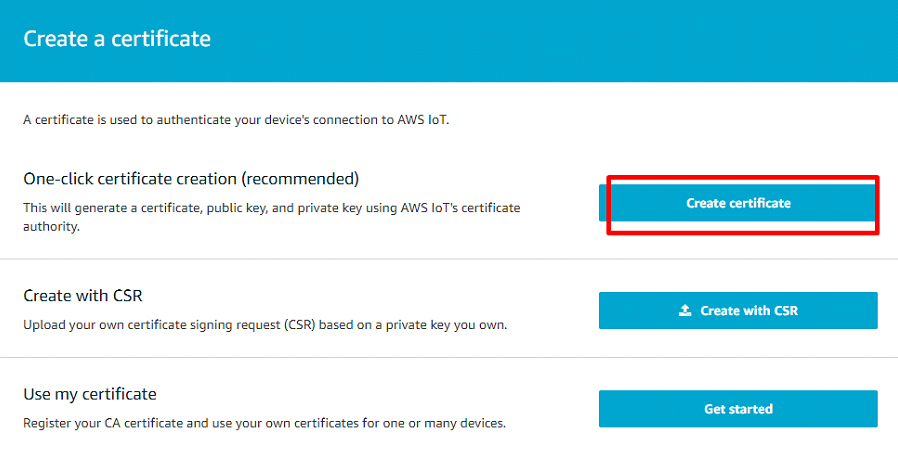 Create a certificate
A certificate is used to authenticate your device's connection to AWS IoT.
One-click certificate creation (recommended)
This will generate a certificate, public key, and private key using AWS IoT's certificate
authority.
Create certificate
Create with CSR
Upload your own certificate signing request (CSR) based on a private key you own.
Create with CSR
Use my certificate
Register your CA certificate and use your own certificates for one or many devices.
Get started